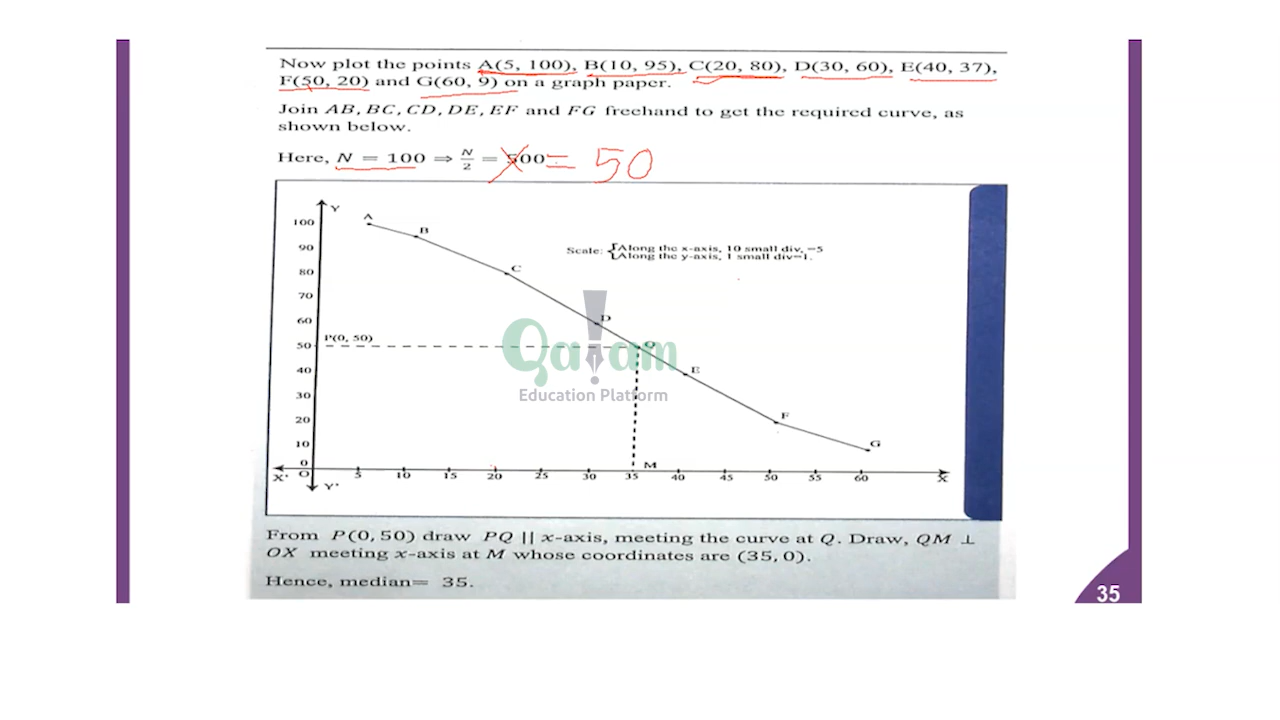 Now plot the points A(5, 100), B(10, 95), C(20, 80), D(30, 60), E(40, 37),
F(50, 20) and G(60, 9) on a graph paper.
Join AB, BC, CD, DE, EF and FG freehand to get the required curve, as
shown below.
Here, N = 100 ⇒ N/2 = 500 = 50
Y
A
100
B
90
Scale: {Along the x-axis, 10 small div, =5
Along the y-axis, 1 small div=1.
C
80
70
D
60
P(0, 50)
50
Q
Qalam
E
40
Education Platform
30
F
20
G
10
0
M
X' O 5 10 15 20 25 30 35 40 45 50 55 60 X
Y'
From P(0, 50) draw PQ || x-axis, meeting the curve at Q. Draw, QM ⊥
OX meeting x-axis at M whose coordinates are (35, 0).
Hence, median= 35.
35